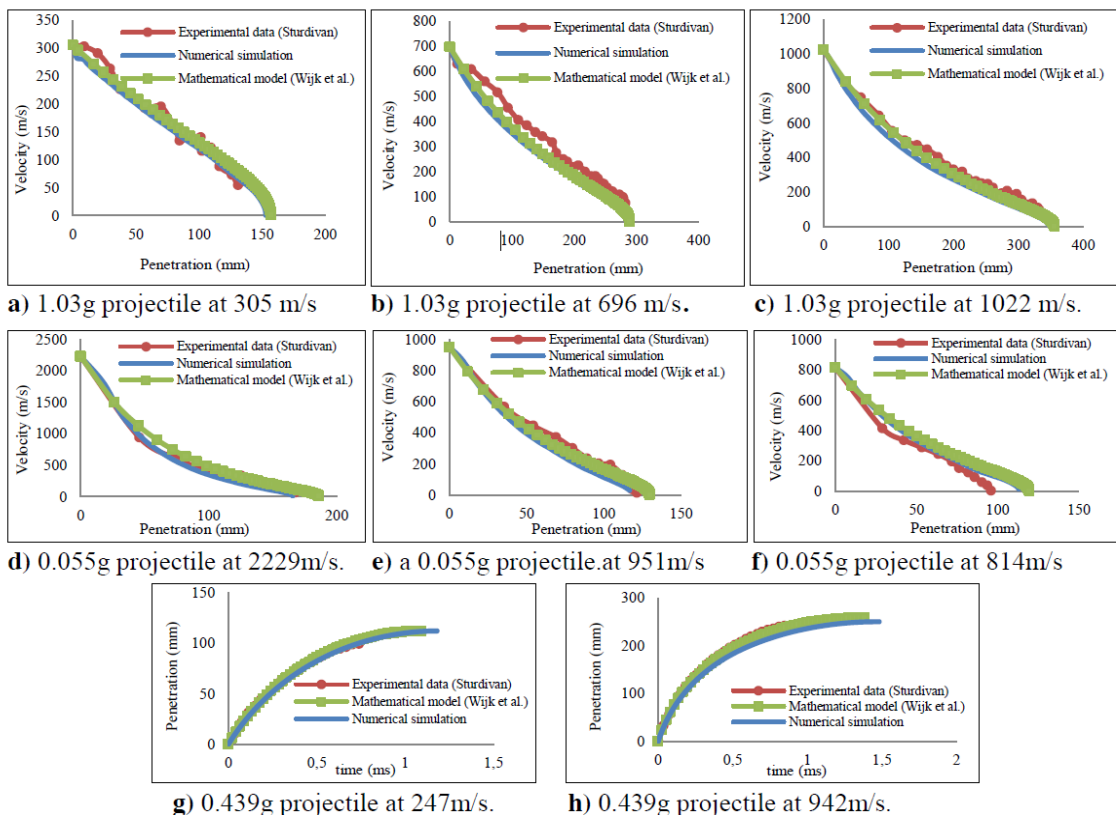 350
300
250
200
150
100
50
0
Velocity (m/s)
Experimental data (Sturdivan)
Numerical simulation
Mathematical model (Wijk et al.)
0 50 100 150 200
Penetration (mm)
a) 1.03g projectile at 305 m/s
800
700
600
500
400
300
200
100
0
Velocity (m/s)
Experimental data (Sturdivan)
Numerical simulation
Mathematical model (Wijk et al.)
0 100 200 300 400
Penetration (mm)
b) 1.03g projectile at 696 m/s.
1200
1000
800
600
400
200
0
Velocity (m/s)
Experimental data (Sturdivan)
Numerical simulation
Mathematical model (Wijk et al.)
0 100 200 300 400
Penetration (mm)
c) 1.03g projectile at 1022 m/s.
2500
2000
1500
1000
500
0
Velocity (m/s)
Experimental data (Sturdivan)
Numerical simulation
Mathematical model (Wijk et al.)
0 100 200
Penetration (mm)
d) 0.055g projectile at 2229m/s.
1000
800
600
400
200
0
Velocity (m/s)
Experimental data (Sturdivan)
Numerical simulation
Mathematical model (Wijk et al.)
0 50 100 150
Penetration (mm)
e) a 0.055g projectile.at 951m/s
1000
800
600
400
200
0
Velocity (m/s)
Experimental data (Sturdivan)
Numerical simulation
Mathematical model (Wijk et al.)
0 50 100 150
Penetration (mm)
f) 0.055g projectile at 814m/s
150
100
50
0
Penetration (mm)
Experimental data (Sturdivan)
Mathematical model (Wijk et al.)
Numerical simulation
0 0,5 1 1,5
time (ms)
g) 0.439g projectile at 247m/s.
300
200
100
0
Penetration (mm)
Experimental data (Sturdivan)
Mathematical model (Wijk et al.)
Numerical simulation
0 0,5 1 1,5 2
time (ms)
h) 0.439g projectile at 942m/s.